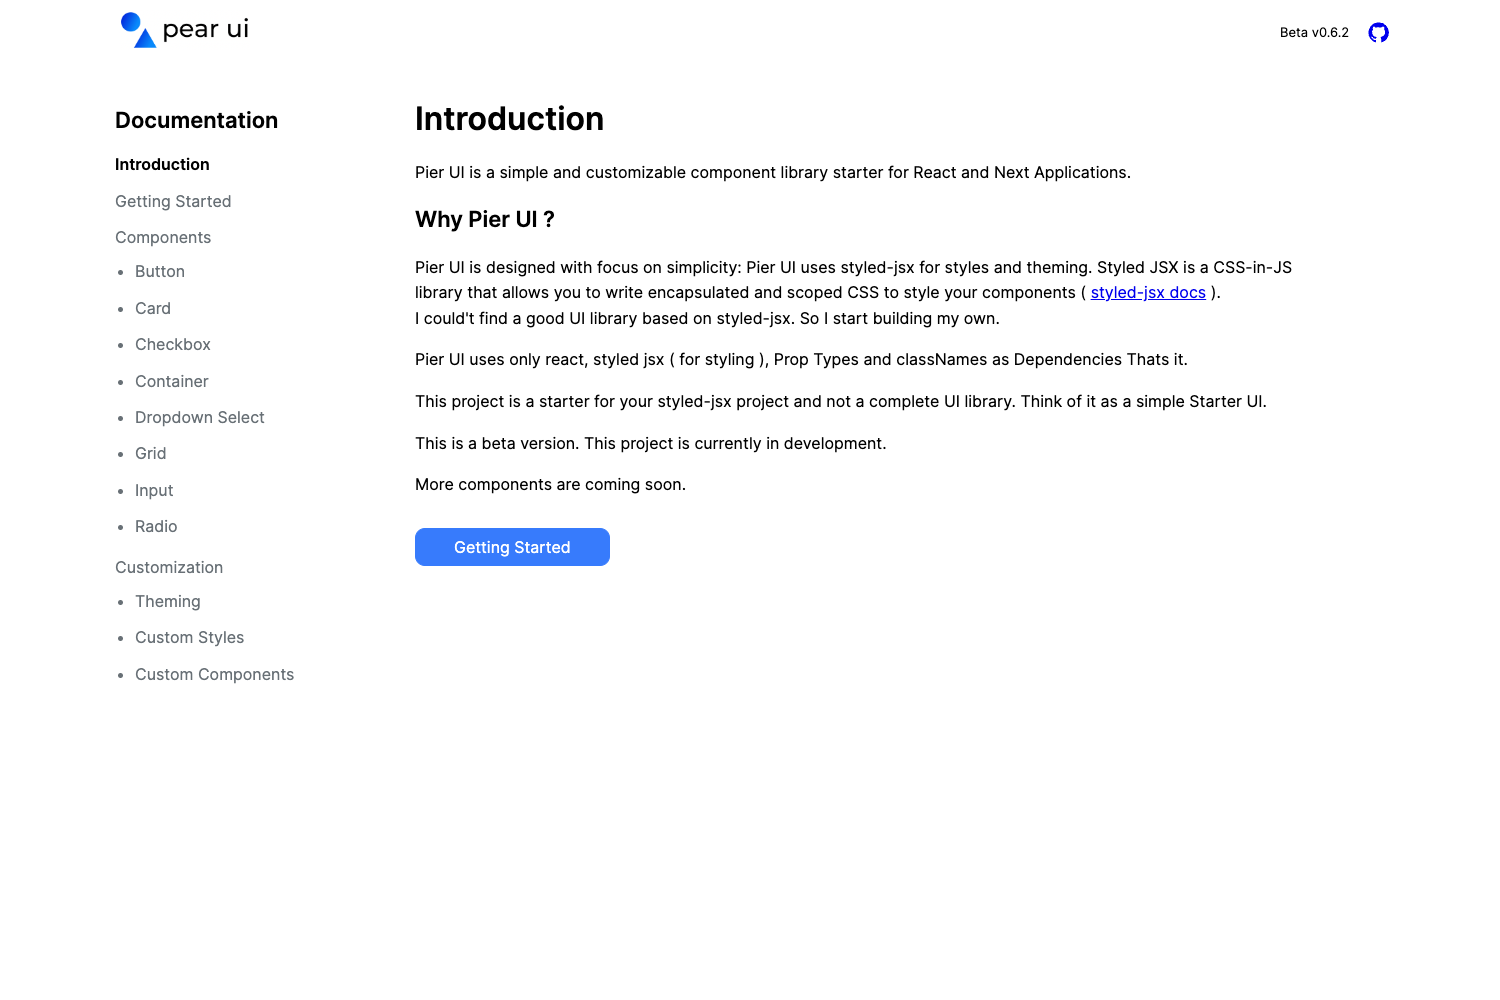 pear ui
Beta v0.6.2
Documentation
Introduction
Getting Started
Components
Button
Card
Checkbox
Container
Dropdown Select
Grid
Input
Radio
Customization
Theming
Custom Styles
Custom Components
Introduction
Pier UI is a simple and customizable component library starter for React and Next Applications.
Why Pier UI ?
Pier UI is designed with focus on simplicity: Pier UI uses styled-jsx for styles and theming. Styled JSX is a CSS-in-JS
library that allows you to write encapsulated and scoped CSS to style your components ( styled-jsx docs ).
I could't find a good UI library based on styled-jsx. So I start building my own.
Pier UI uses only react, styled jsx ( for styling ), Prop Types and classNames as Dependencies Thats it.
This project is a starter for your styled-jsx project and not a complete UI library. Think of it as a simple Starter UI.
This is a beta version. This project is currently in development.
More components are coming soon.
Getting Started